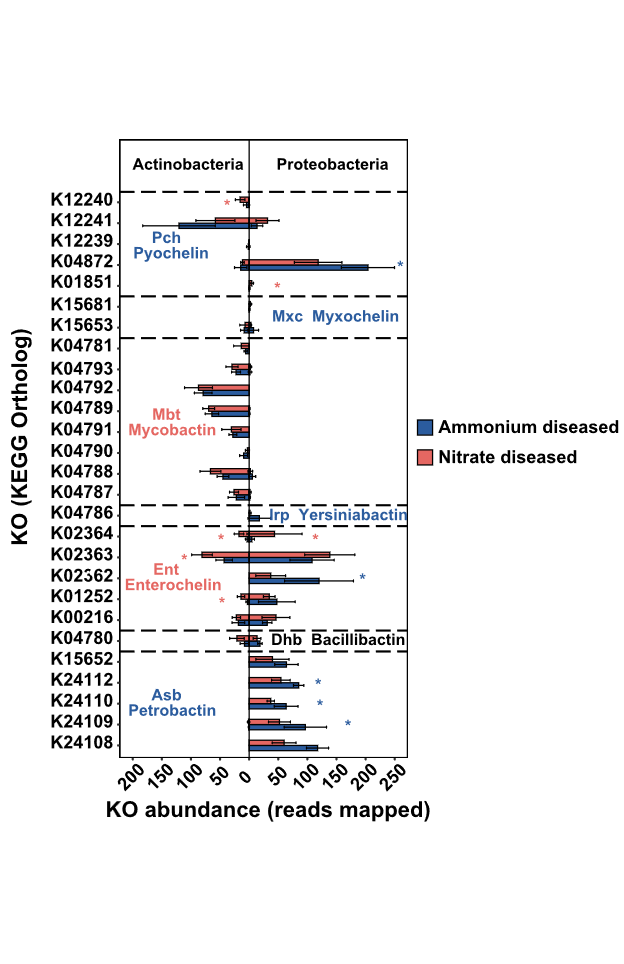 Actinobacteria Proteobacteria
K12240 *
K12241
K12239
Pch
Pyochelin
K04872 *
K01851 *
K15681
Mxc Myxochelin
K15653
K04781
K04793
K04792
K04789
Mbt
Mycobactin
K04791
K04790
K04788
K04787
K04786 Irp Yersiniabactin
K02364 * *
K02363 *
Ent
Enterochelin
K02362 *
K01252 *
K00216
K04780 Dhb Bacillibactin
K15652
K24112 *
Asb
Petrobactin
K24110 *
K24109 *
K24108
200 150 100 50 0 50 100 150 200 250
KO abundance (reads mapped)
KO (KEGG Ortholog)
Ammonium diseased
Nitrate diseased